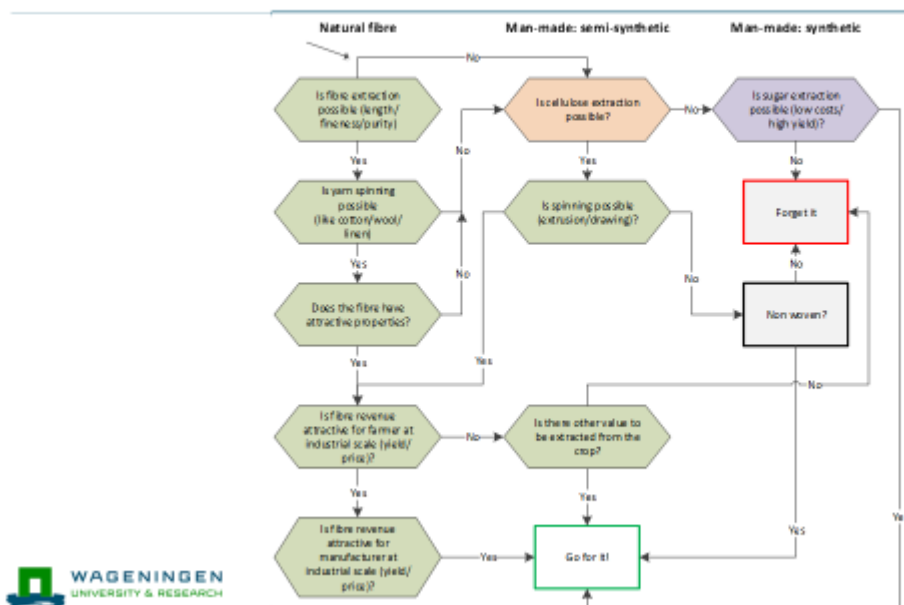 Natural fibre
Man-made: semi-synthetic
Man-made: synthetic
No
Is fibre extraction
possible (length/
fineness/purity)
Is cellulose extraction
possible?
No
Is sugar extraction
possible (low costs/
high yield)?
Yes
No
Yes
No
Is yarn spinning
possible
(like cotton/wool/
linen)
Is spinning possible
(extrusion/drawing)?
Forget it
Yes
No
No
No
Does the fibre have
attractive properties?
Non woven?
Yes
Yes
No
Is fibre revenue
attractive for farmer at
industrial scale (yield/
price)?
No
Is there other value to
be extracted from the
crop?
Yes
Yes
Yes
Yes
Is fibre revenue
attractive for
manufacturer at
industrial scale (yield/
price)?
Yes
Go for it!
WAGENINGEN
UNIVERSITY & RESEARCH